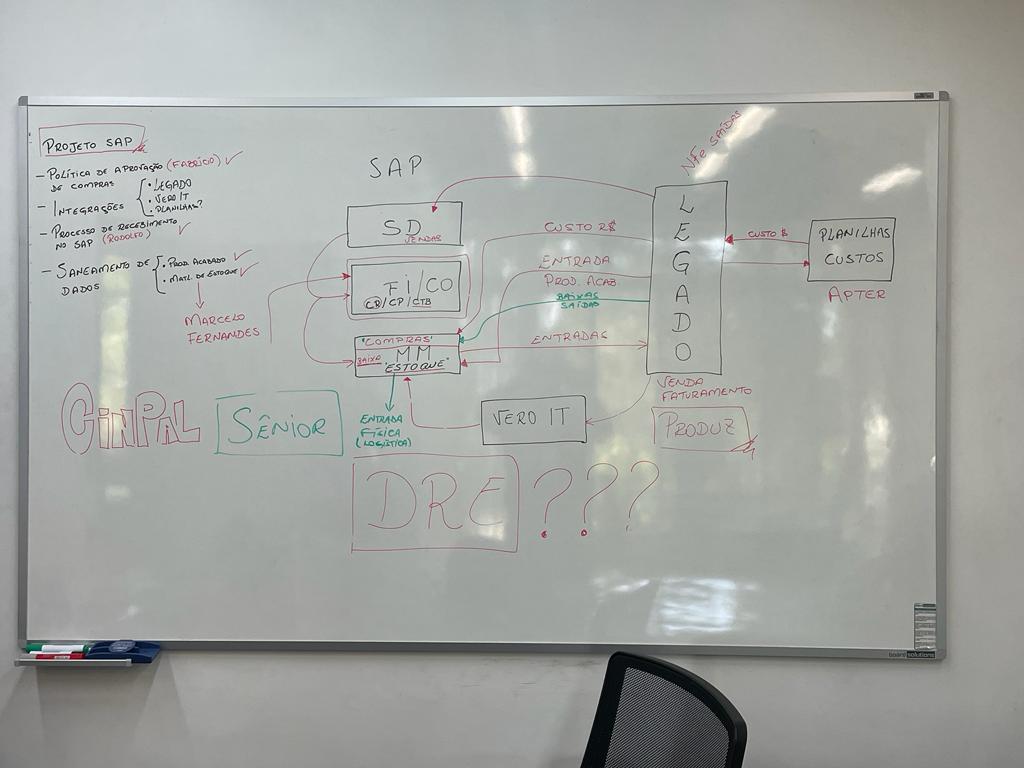 PROJETO SAP
- POLÍTICA DE APROVAÇÃO (FABRÍCIO) ✓
DE COMPRAS
- INTEGRAÇÕES { • LEGADO
• VERO IT
• PLANILHAS?
- PROCESSO DE RECEBIMENTO
NO SAP (RODOLFO) ✓
- SANEAMENTO DE { • PROD. ACABADO ✓
DADOS • MATL. DE ESTOQUE ✓
MARCELO
FERNANDES
SAP
SD
VENDAS
FI/CO
CR/CP/CTB
"COMPRAS"
BAIXA MM
"ESTOQUE"
ENTRADA
FÍSICA
(LOGÍSTICA)
CUSTO R$
ENTRADA
PROD. ACAB.
BAIXAS
SAÍDAS
ENTRADAS
NFe SAÍDAS
LEGADO
VENDA
FATURAMENTO
PRODUZ
VERO IT
CUSTO $
PLANILHAS
CUSTOS
APTER
CINPAL
SÊNIOR
DRE ???
board solutions